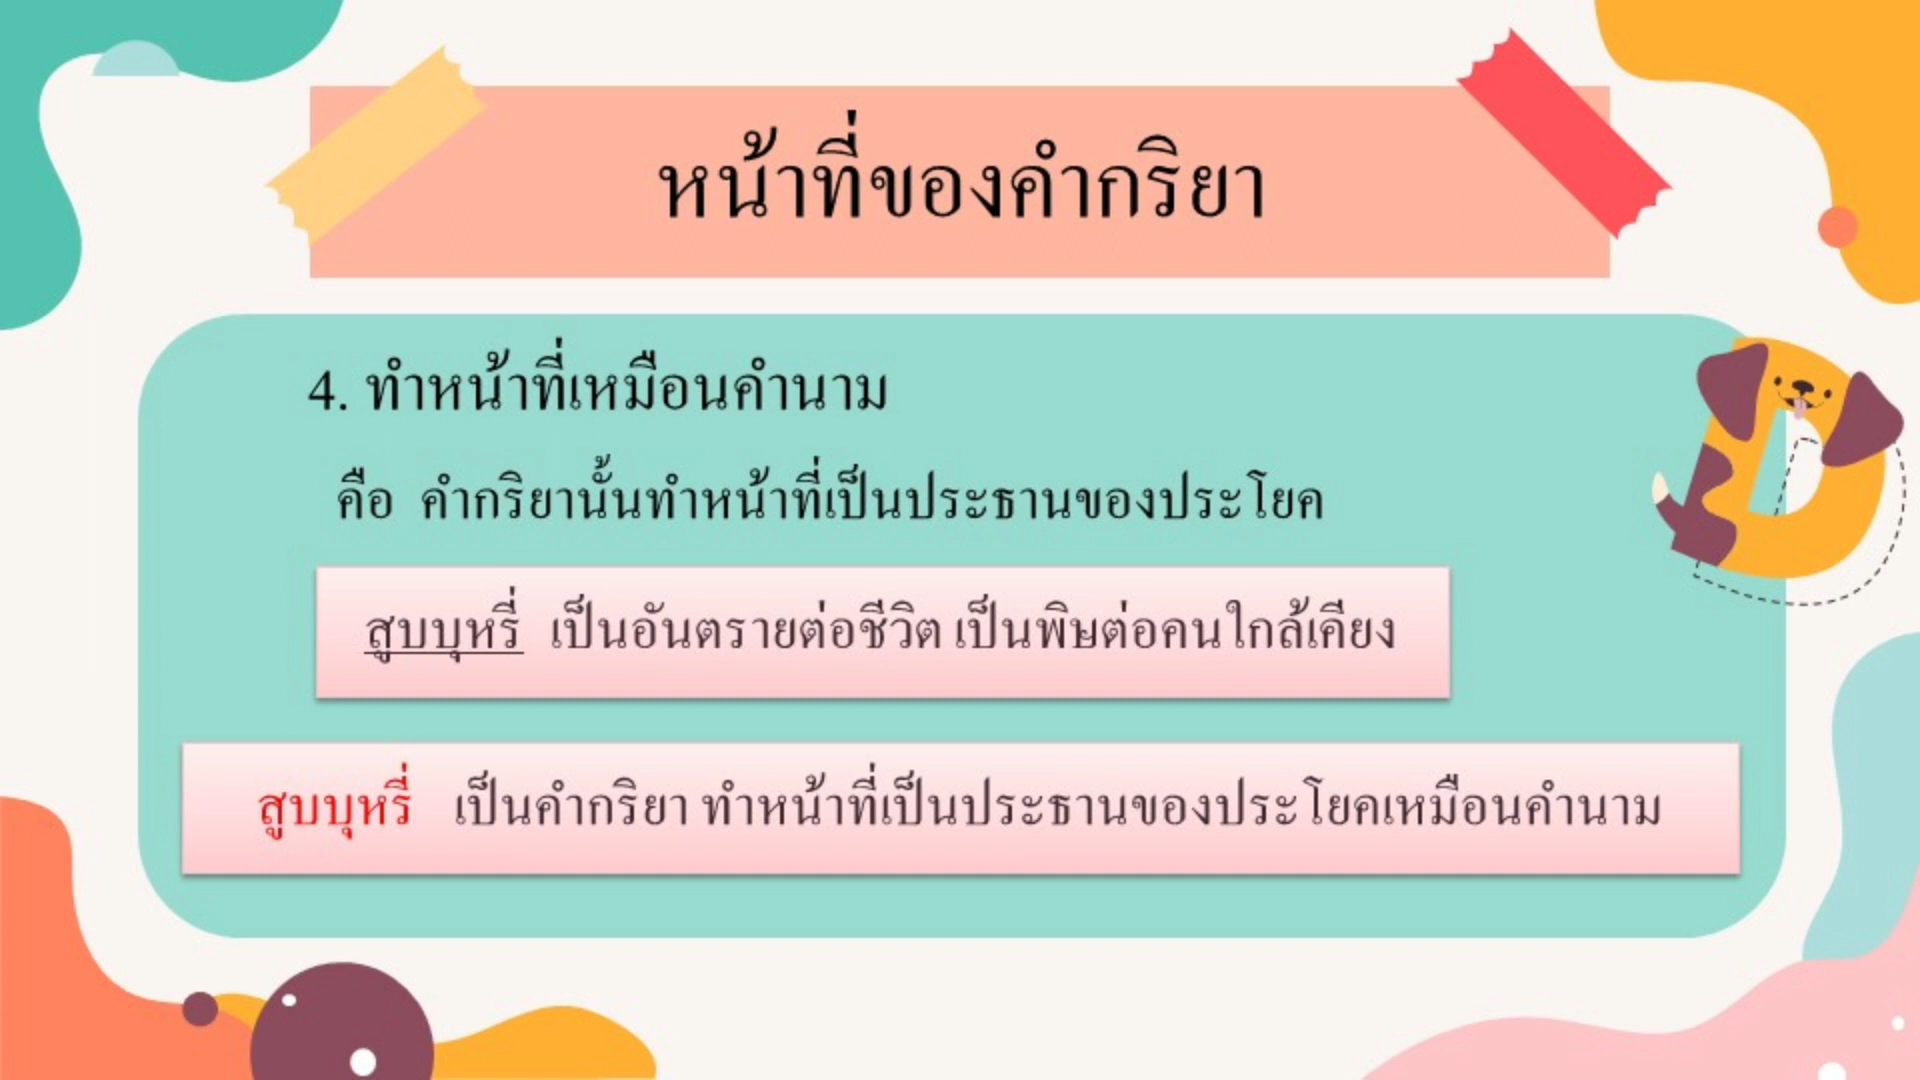 หน้าที่ของคำกริยา
4. ทำหน้าที่เหมือนคำนาม
คือ คำกริยานั้นทำหน้าที่เป็นประธานของประโยค
สูบบุหรี่ เป็นอันตรายต่อชีวิต เป็นพิษต่อคนใกล้เคียง
สูบบุหรี่ เป็นคำกริยา ทำหน้าที่เป็นประธานของประโยคเหมือนคำนาม